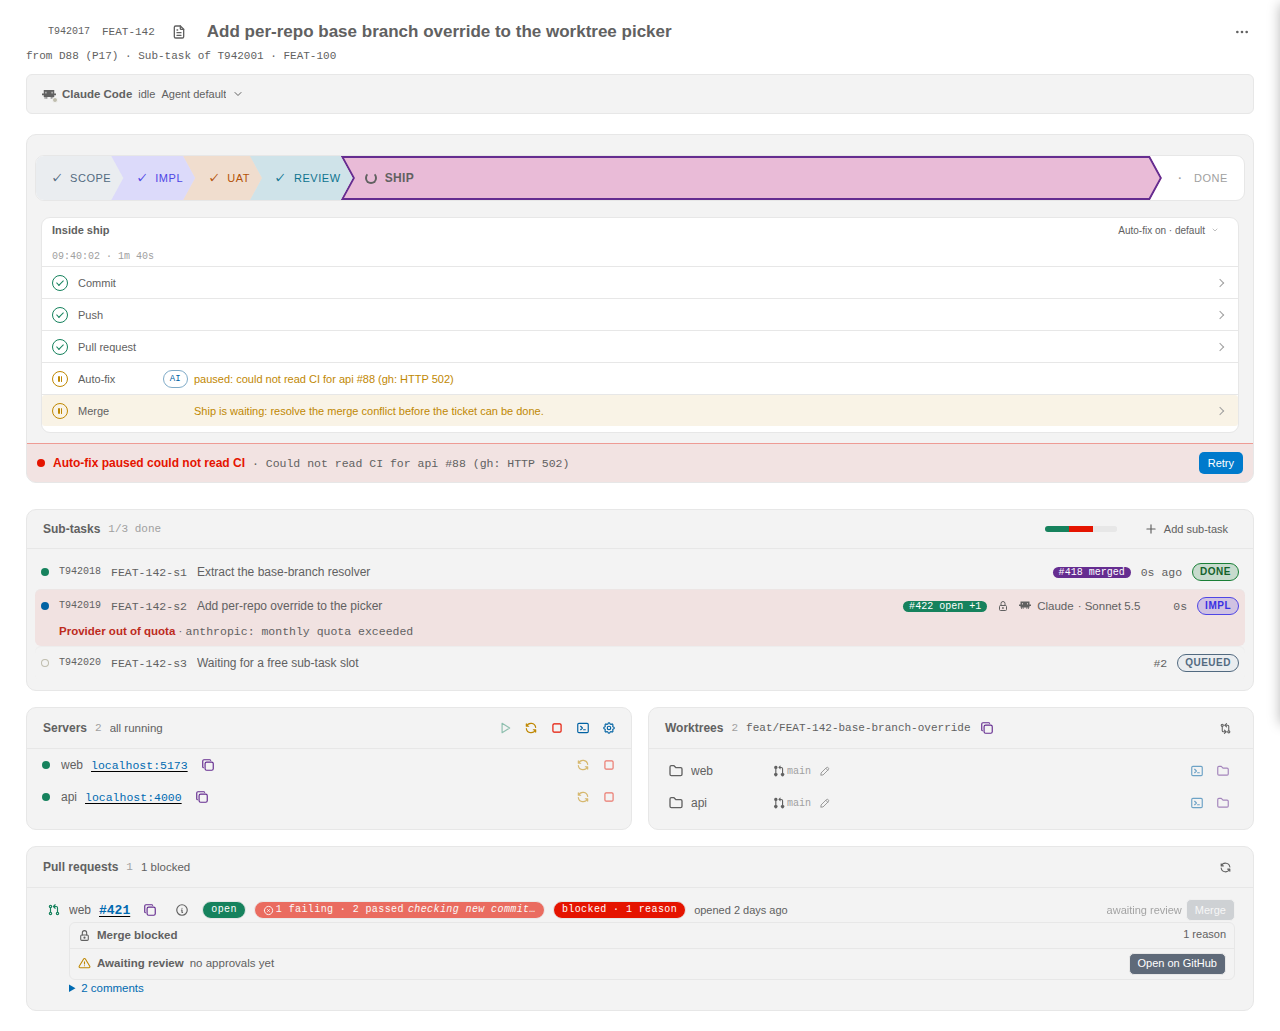 T942017 FEAT-142 Add per-repo base branch override to the worktree picker
from D88 (P17) · Sub-task of T942001 · FEAT-100
Claude Code idle Agent default
SCOPE IMPL UAT REVIEW SHIP · DONE
Inside ship Auto-fix on · default
09:40:02 · 1m 40s
Commit
Push
Pull request
Auto-fix AI paused: could not read CI for api #88 (gh: HTTP 502)
Merge Ship is waiting: resolve the merge conflict before the ticket can be done.
Auto-fix paused could not read CI · Could not read CI for api #88 (gh: HTTP 502) Retry
Sub-tasks 1/3 done Add sub-task
T942018 FEAT-142-s1 Extract the base-branch resolver #418 merged 0s ago DONE
T942019 FEAT-142-s2 Add per-repo override to the picker #422 open +1 Claude · Sonnet 5.5 0s IMPL
Provider out of quota · anthropic: monthly quota exceeded
T942020 FEAT-142-s3 Waiting for a free sub-task slot #2 QUEUED
Servers 2 all running
web localhost:5173
api localhost:4000
Worktrees 2 feat/FEAT-142-base-branch-override
web main
api main
Pull requests 1 1 blocked
web #421 open 1 failing · 2 passed checking new commit… blocked · 1 reason opened 2 days ago awaiting review Merge
Merge blocked 1 reason
Awaiting review no approvals yet Open on GitHub
2 comments